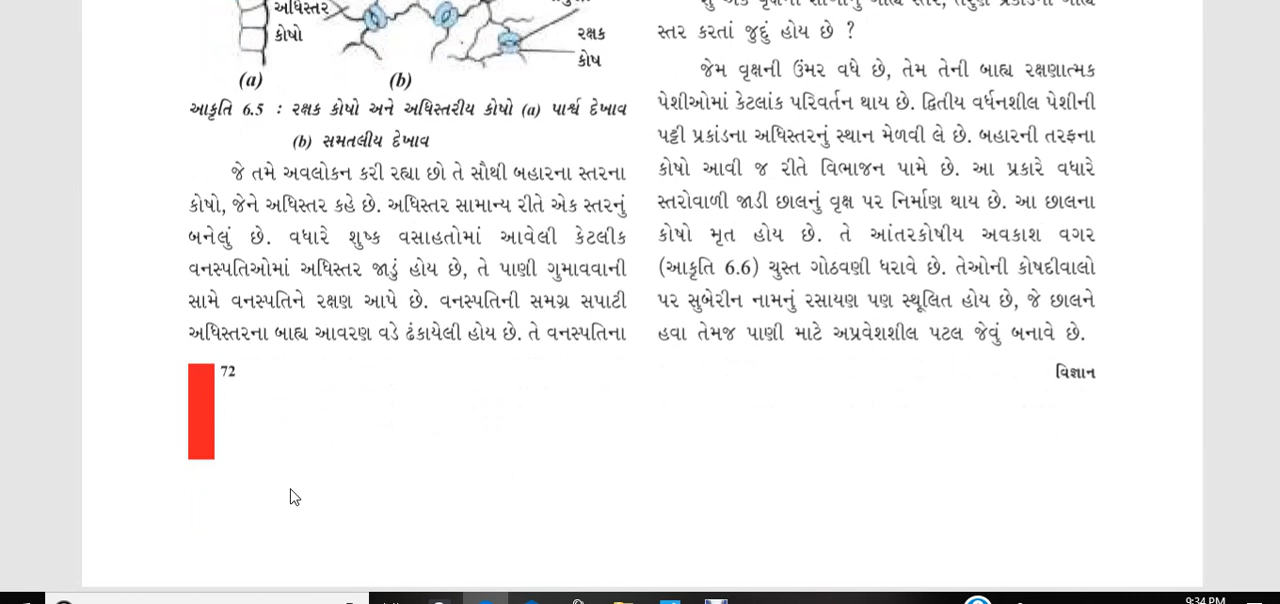 અધિસ્તર
કોષો
રક્ષક
કોષ
(a)
(b)
આકૃતિ 6.5 : રક્ષક કોષો અને અધિસ્તરીય કોષો (a) પાર્શ્વ દેખાવ
(b) સમતલીય દેખાવ
જે તમે અવલોકન કરી રહ્યા છો તે સૌથી બહારના સ્તરના
કોષો, જેને અધિસ્તર કહે છે. અધિસ્તર સામાન્ય રીતે એક સ્તરનું
બનેલું છે. વધારે શુષ્ક વસાહતોમાં આવેલી કેટલીક
વનસ્પતિઓમાં અધિસ્તર જાડું હોય છે, તે પાણી ગુમાવવાની
સામે વનસ્પતિને રક્ષણ આપે છે. વનસ્પતિની સમગ્ર સપાટી
અધિસ્તરના બાહ્ય આવરણ વડે ઢંકાયેલી હોય છે. તે વનસ્પતિના
સ્તર કરતાં જુદું હોય છે ?
જેમ વૃક્ષની ઉંમર વધે છે, તેમ તેની બાહ્ય રક્ષણાત્મક
પેશીઓમાં કેટલાંક પરિવર્તન થાય છે. દ્વિતીય વર્ધનશીલ પેશીની
પટ્ટી પ્રકાંડના અધિસ્તરનું સ્થાન મેળવી લે છે. બહારની તરફના
કોષો આવી જ રીતે વિભાજન પામે છે. આ પ્રકારે વધારે
સ્તરોવાળી જાડી છાલનું વૃક્ષ પર નિર્માણ થાય છે. આ છાલના
કોષો મૃત હોય છે. તે આંતરકોષીય અવકાશ વગર
(આકૃતિ 6.6) ચુસ્ત ગોઠવણી ધરાવે છે. તેઓની કોષદીવાલો
પર સુબેરીન નામનું રસાયણ પણ સ્થૂલિત હોય છે, જે છાલને
હવા તેમજ પાણી માટે અપ્રવેશશીલ પટલ જેવું બનાવે છે.
72
વિજ્ઞાન
9:34 PM